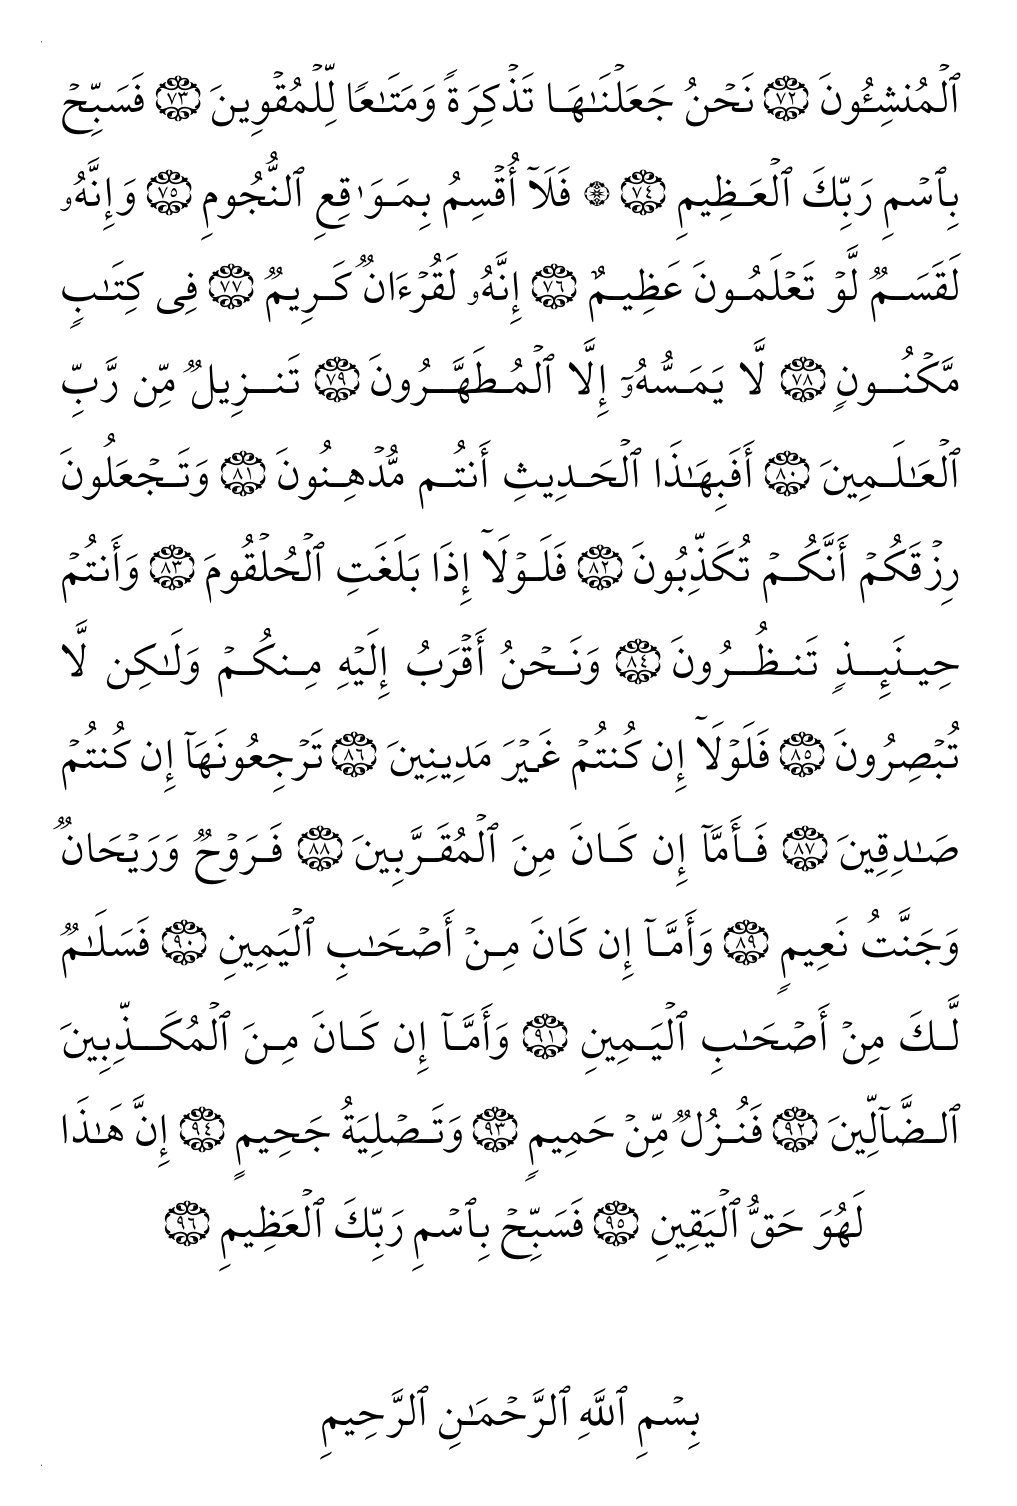 ٱلۡمُنشِـُٔونَ ٧٢ نَحۡنُ جَعَلۡنَٰهَا تَذۡكِرَةٗ وَمَتَٰعٗا لِّلۡمُقۡوِينَ ٧٣ فَسَبِّحۡ
بِٱسۡمِ رَبِّكَ ٱلۡعَظِيمِ ٧٤ ۞ فَلَآ أُقۡسِمُ بِمَوَٰقِعِ ٱلنُّجُومِ ٧٥ وَإِنَّهُۥ
لَقَسَمٞ لَّوۡ تَعۡلَمُونَ عَظِيمٌ ٧٦ إِنَّهُۥ لَقُرۡءَانٞ كَرِيمٞ ٧٧ فِي كِتَٰبٖ
مَّكۡنُونٖ ٧٨ لَّا يَمَسُّهُۥٓ إِلَّا ٱلۡمُطَهَّرُونَ ٧٩ تَنزِيلٞ مِّن رَّبِّ
ٱلۡعَٰلَمِينَ ٨٠ أَفَبِهَٰذَا ٱلۡحَدِيثِ أَنتُم مُّدۡهِنُونَ ٨١ وَتَجۡعَلُونَ
رِزۡقَكُمۡ أَنَّكُمۡ تُكَذِّبُونَ ٨٢ فَلَوۡلَآ إِذَا بَلَغَتِ ٱلۡحُلۡقُومَ ٨٣ وَأَنتُمۡ
حِينَئِذٖ تَنظُرُونَ ٨٤ وَنَحۡنُ أَقۡرَبُ إِلَيۡهِ مِنكُمۡ وَلَٰكِن لَّا
تُبۡصِرُونَ ٨٥ فَلَوۡلَآ إِن كُنتُمۡ غَيۡرَ مَدِينِينَ ٨٦ تَرۡجِعُونَهَآ إِن كُنتُمۡ
صَٰدِقِينَ ٨٧ فَأَمَّآ إِن كَانَ مِنَ ٱلۡمُقَرَّبِينَ ٨٨ فَرَوۡحٞ وَرَيۡحَانٞ
وَجَنَّتُ نَعِيمٖ ٨٩ وَأَمَّآ إِن كَانَ مِنۡ أَصۡحَٰبِ ٱلۡيَمِينِ ٩٠ فَسَلَٰمٞ
لَّكَ مِنۡ أَصۡحَٰبِ ٱلۡيَمِينِ ٩١ وَأَمَّآ إِن كَانَ مِنَ ٱلۡمُكَذِّبِينَ
ٱلضَّآلِّينَ ٩٢ فَنُزُلٞ مِّنۡ حَمِيمٖ ٩٣ وَتَصۡلِيَةُ جَحِيمٍ ٩٤ إِنَّ هَٰذَا
لَهُوَ حَقُّ ٱلۡيَقِينِ ٩٥ فَسَبِّحۡ بِٱسۡمِ رَبِّكَ ٱلۡعَظِيمِ ٩٦
بِسۡمِ ٱللَّهِ ٱلرَّحۡمَٰنِ ٱلرَّحِيمِ